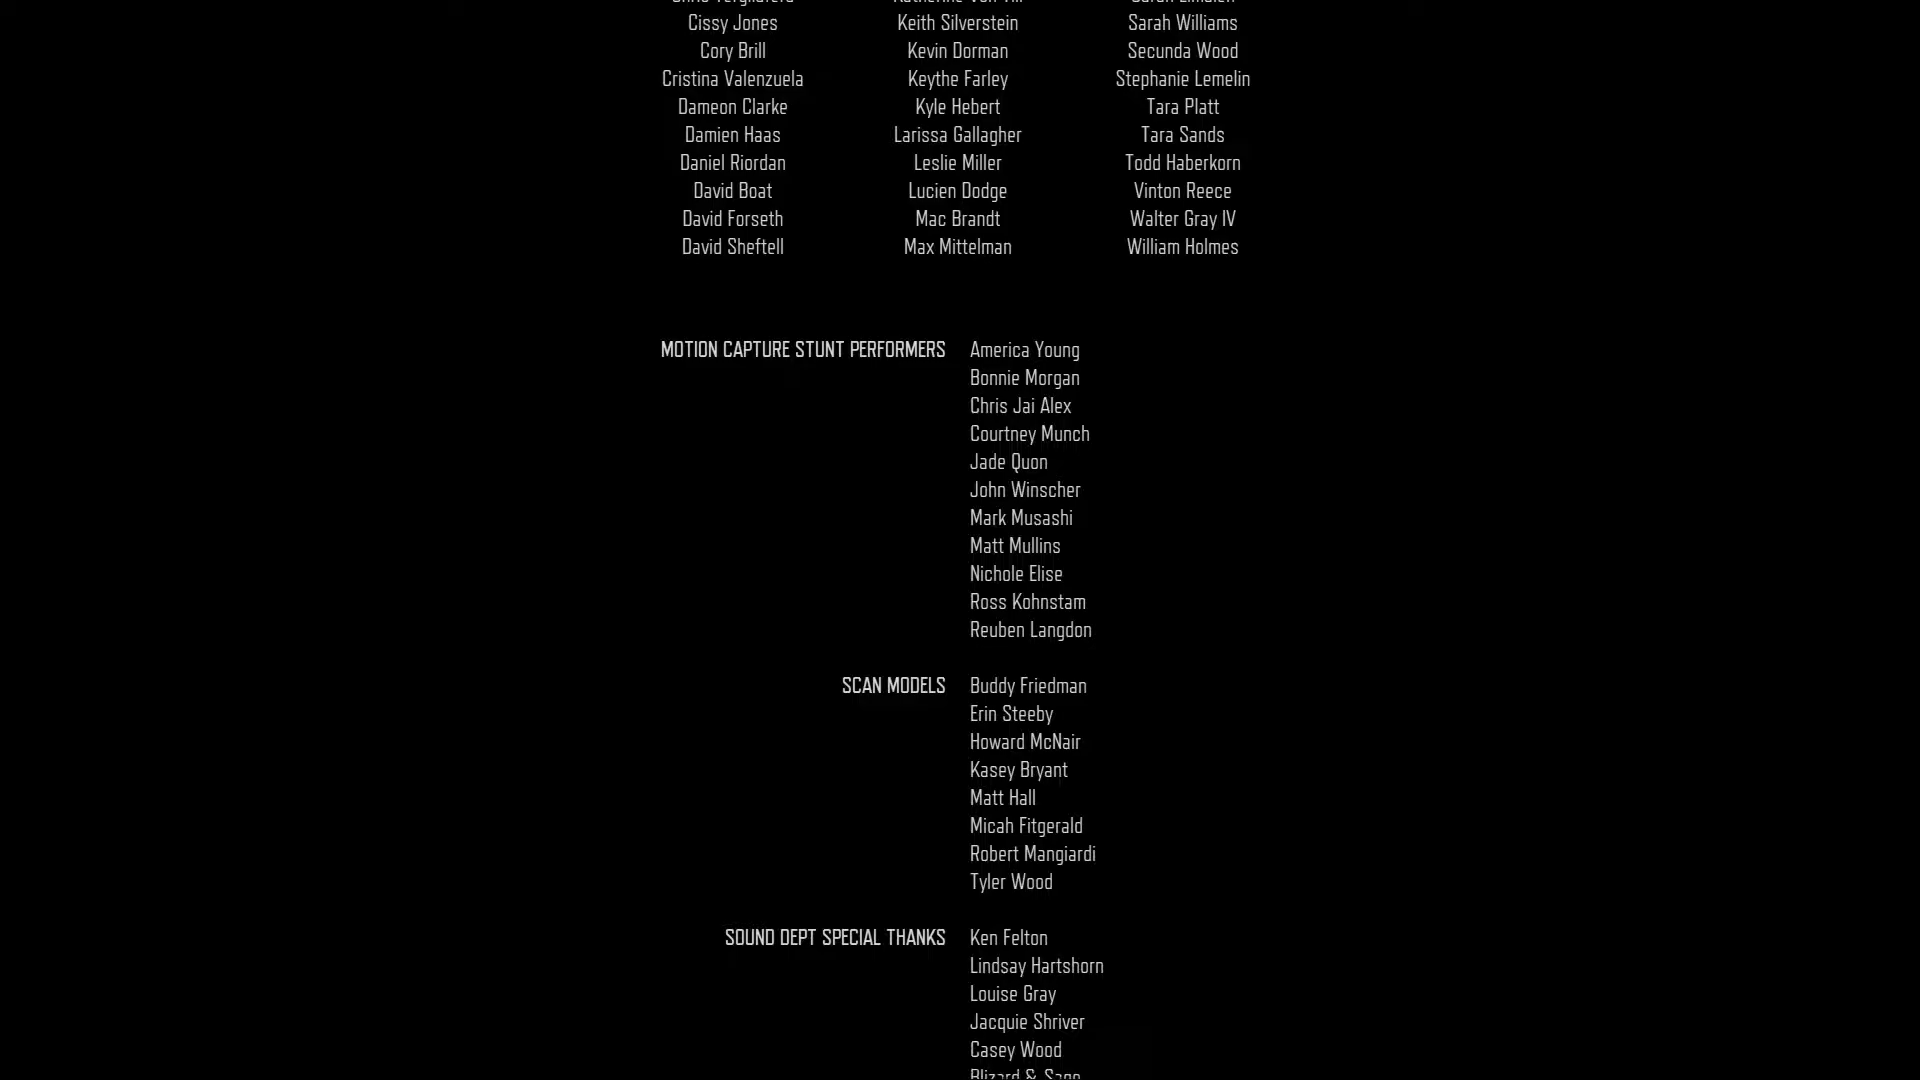 Cissy Jones Keith Silverstein Sarah Williams
Cory Brill Kevin Dorman Secunda Wood
Cristina Valenzuela Keythe Farley Stephanie Lemelin
Dameon Clarke Kyle Hebert Tara Platt
Damien Haas Larissa Gallagher Tara Sands
Daniel Riordan Leslie Miller Todd Haberkorn
David Boat Lucien Dodge Vinton Reece
David Forseth Mac Brandt Walter Gray IV
David Sheftell Max Mittelman William Holmes
MOTION CAPTURE STUNT PERFORMERS America Young
Bonnie Morgan
Chris Jai Alex
Courtney Munch
Jade Quon
John Winscher
Mark Musashi
Matt Mullins
Nichole Elise
Ross Kohnstam
Reuben Langdon
SCAN MODELS Buddy Friedman
Erin Steeby
Howard McNair
Kasey Bryant
Matt Hall
Micah Fitgerald
Robert Mangiardi
Tyler Wood
SOUND DEPT SPECIAL THANKS Ken Felton
Lindsay Hartshorn
Louise Gray
Jacquie Shriver
Casey Wood